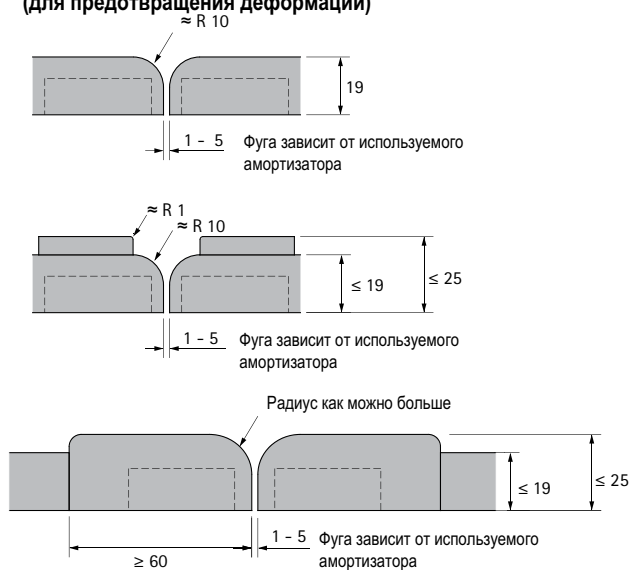 (для предотвращения деформации)
≈ R 10
19
1 - 5 Фуга зависит от используемого
амортизатора
≈ R 1
≈ R 10
≤ 19
≤ 25
1 - 5 Фуга зависит от используемого
амортизатора
Радиус как можно больше
≤ 19
≤ 25
≥ 60
1 - 5 Фуга зависит от используемого
амортизатора